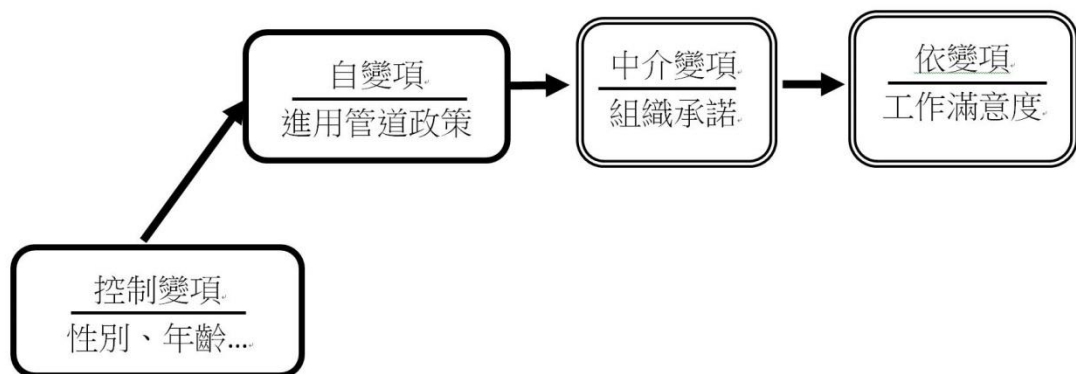 自變項
進用管道政策
中介變項
組織承諾
依變項
工作滿意度
控制變項
性別、年齡...